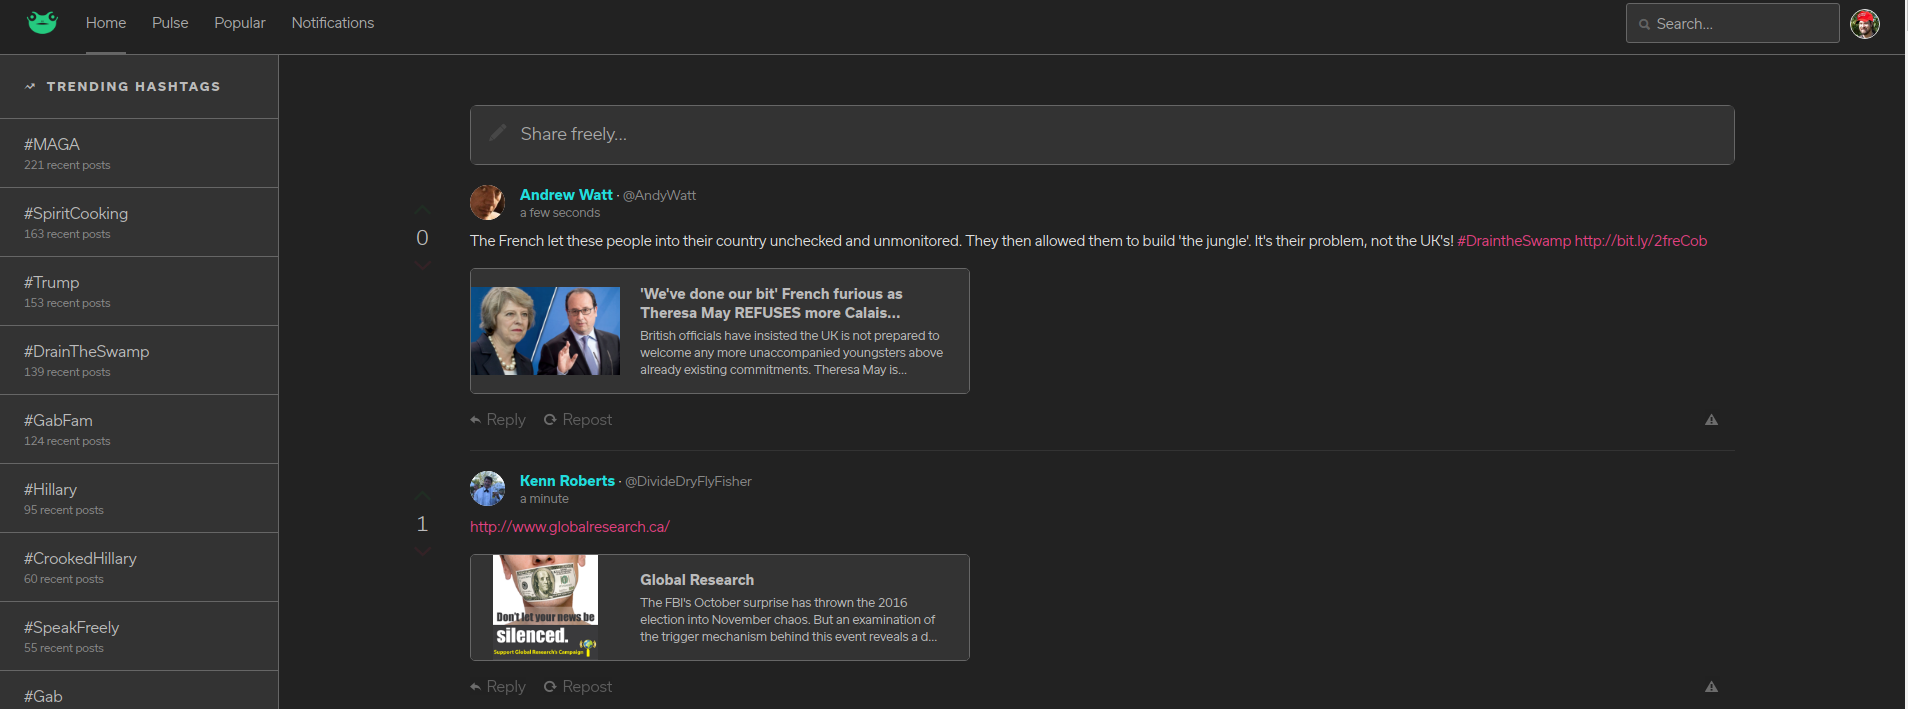 Home Pulse Popular Notifications
Search...
TRENDING HASHTAGS
#MAGA
221 recent posts
#SpiritCooking
163 recent posts
#Trump
153 recent posts
#DrainTheSwamp
139 recent posts
#GabFam
124 recent posts
#Hillary
95 recent posts
#CrookedHillary
60 recent posts
#SpeakFreely
55 recent posts
#Gab
Share freely...
Andrew Watt · @AndyWatt
a few seconds
0
The French let these people into their country unchecked and unmonitored. They then allowed them to build 'the jungle'. It's their problem, not the UK's! #DraintheSwamp http://bit.ly/2freCob
'We've done our bit' French furious as
Theresa May REFUSES more Calais...
British officials have insisted the UK is not prepared to
welcome any more unaccompanied youngsters above
already existing commitments. Theresa May is...
Reply Repost
Kenn Roberts · @DivideDryFlyFisher
a minute
1
http://www.globalresearch.ca/
Don't let your news be
silenced.
Support Global Research's Campaign
Global Research
The FBI's October surprise has thrown the 2016
election into November chaos. But an examination of
the trigger mechanism behind this event reveals a d...
Reply Repost